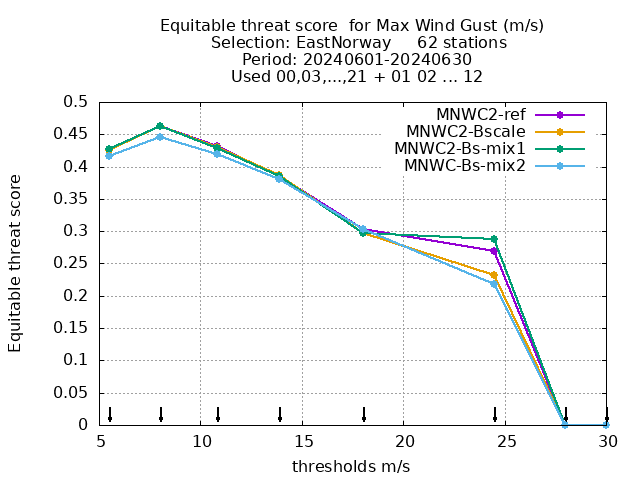 Equitable threat score  for Max Wind Gust (m/s)
Selection: EastNorway     62 stations
Period: 20240601-20240630
Used 00,03,...,21 + 01 02 ... 12
MNWC2-ref
MNWC2-Bscale
MNWC2-Bs-mix1
MNWC-Bs-mix2
Equitable threat score
0.5
0.45
0.4
0.35
0.3
0.25
0.2
0.15
0.1
0.05
0
5 10 15 20 25 30
thresholds m/s